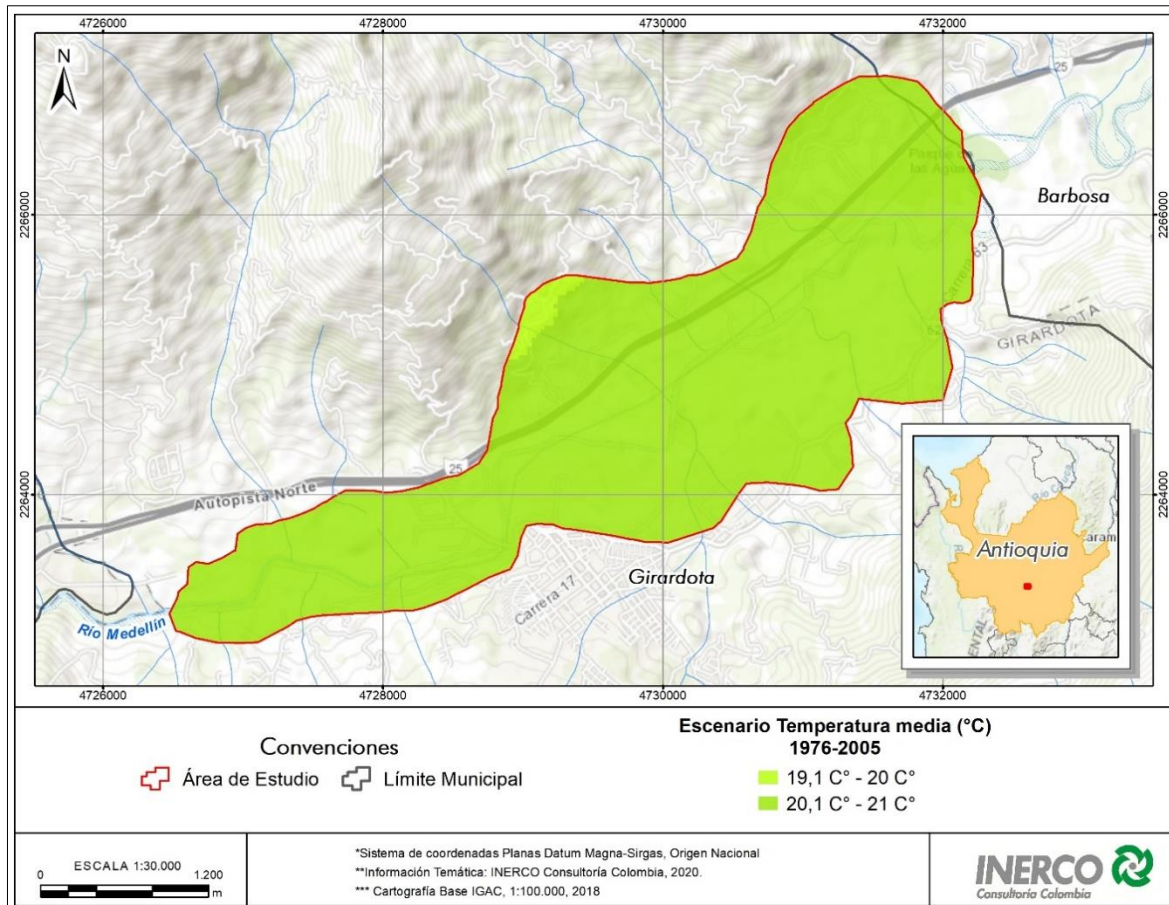 4726000
4728000
4730000
4732000
N
25
2266000
2266000
Parque de
las Aguas
Barbosa
Carrera 63
GIRARDOTA
2264000
2264000
25
Autopista Norte
Río Medellín
Carrera 17
Girardota
Antioquia
4726000
4728000
4730000
4732000
Convenciones
Área de Estudio
Límite Municipal
Escenario Temperatura media (°C)
1976-2005
19,1 C° - 20 C°
20,1 C° - 21 C°
ESCALA 1:30.000
0
1.200
m
*Sistema de coordenadas Planas Datum Magna-Sirgas, Origen Nacional
**Información Temática: INERCO Consultoría Colombia, 2020.
*** Cartografía Base IGAC, 1:100.000, 2018
INERCO
Consultoría Colombia